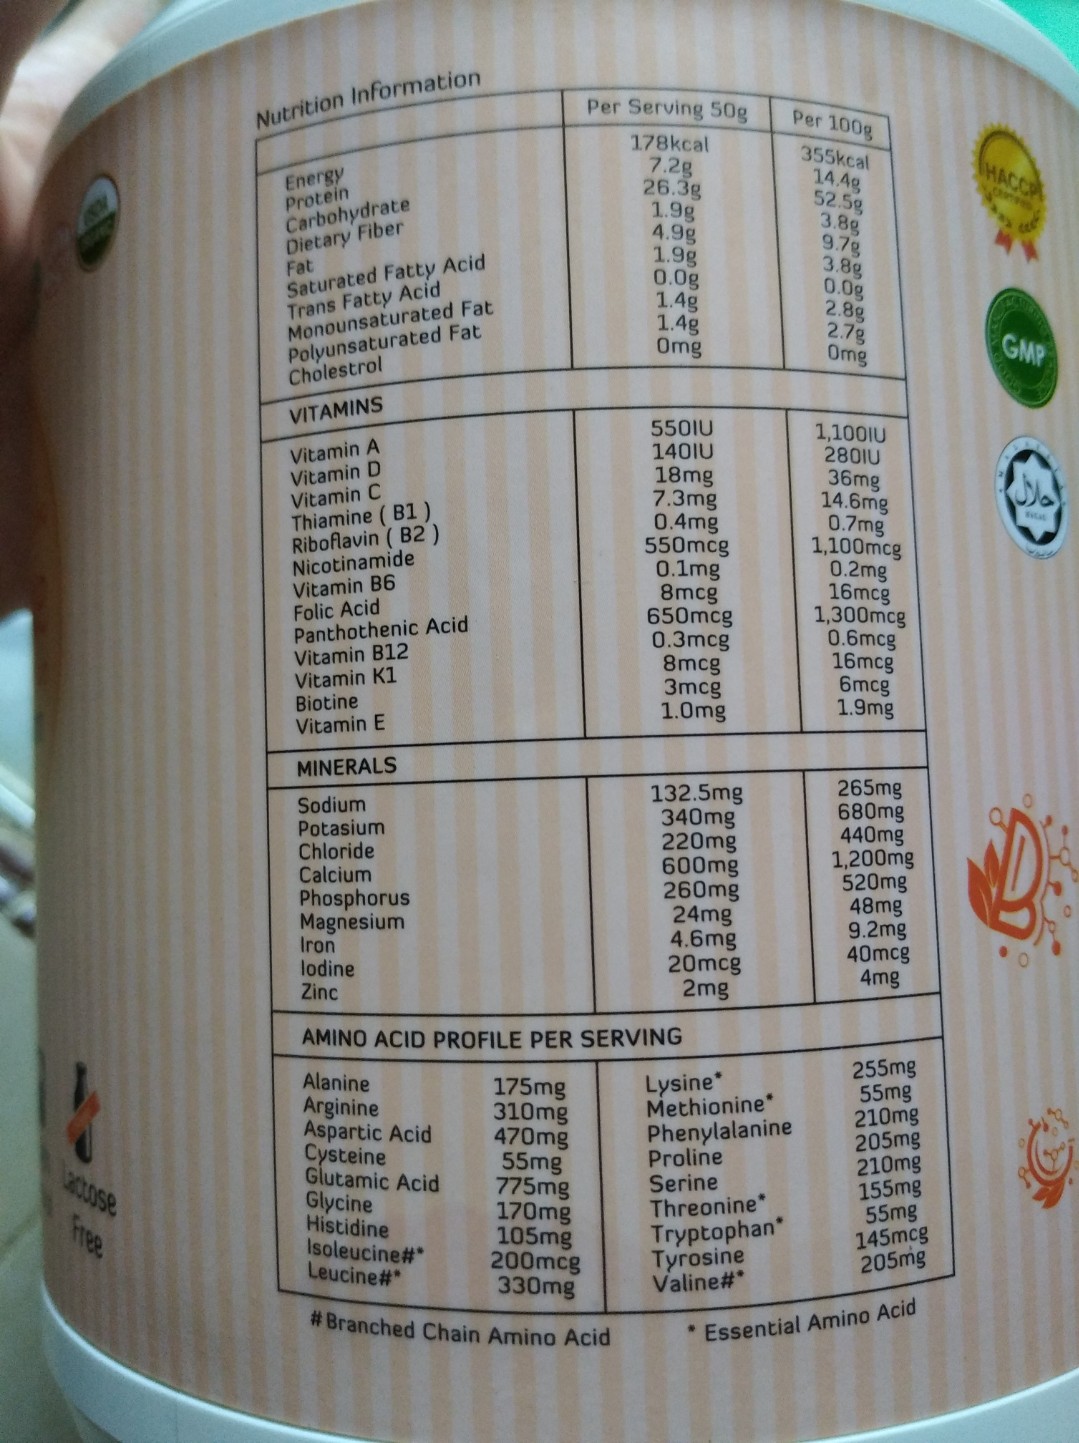 Nutrition Information
Per Serving 50g Per 100g
Energy 178kcal 355kcal
Protein 7.2g 14.4g
Carbohydrate 26.3g 52.5g
Dietary Fiber 1.9g 3.8g
Fat 4.9g 9.7g
Saturated Fatty Acid 1.9g 3.8g
Trans Fatty Acid 0.0g 0.0g
Monounsaturated Fat 1.4g 2.8g
Polyunsaturated Fat 1.4g 2.7g
Cholestrol 0mg 0mg
VITAMINS
Vitamin A 550IU 1,100IU
Vitamin D 140IU 280IU
Vitamin C 18mg 36mg
Thiamine ( B1 ) 7.3mg 14.6mg
Riboflavin ( B2 ) 0.4mg 0.7mg
Nicotinamide 550mcg 1,100mcg
Vitamin B6 0.1mg 0.2mg
Folic Acid 8mcg 16mcg
Panthothenic Acid 650mcg 1,300mcg
Vitamin B12 0.3mcg 0.6mcg
Vitamin K1 8mcg 16mcg
Biotine 3mcg 6mcg
Vitamin E 1.0mg 1.9mg
MINERALS
Sodium 132.5mg 265mg
Potasium 340mg 680mg
Chloride 220mg 440mg
Calcium 600mg 1,200mg
Phosphorus 260mg 520mg
Magnesium 24mg 48mg
Iron 4.6mg 9.2mg
Iodine 20mcg 40mcg
Zinc 2mg 4mg
AMINO ACID PROFILE PER SERVING
Alanine 175mg Lysine* 255mg
Arginine 310mg Methionine* 55mg
Aspartic Acid 470mg Phenylalanine 210mg
Cysteine 55mg Proline 205mg
Glutamic Acid 775mg Serine 210mg
Glycine 170mg Threonine* 155mg
Histidine 105mg Tryptophan* 55mg
Isoleucine#* 200mcg Tyrosine 145mcg
Leucine#* 330mg Valine#* 205mg
#Branched Chain Amino Acid * Essential Amino Acid
HACCP
CERTIFIED
GMP
حلال
Lactose
Free